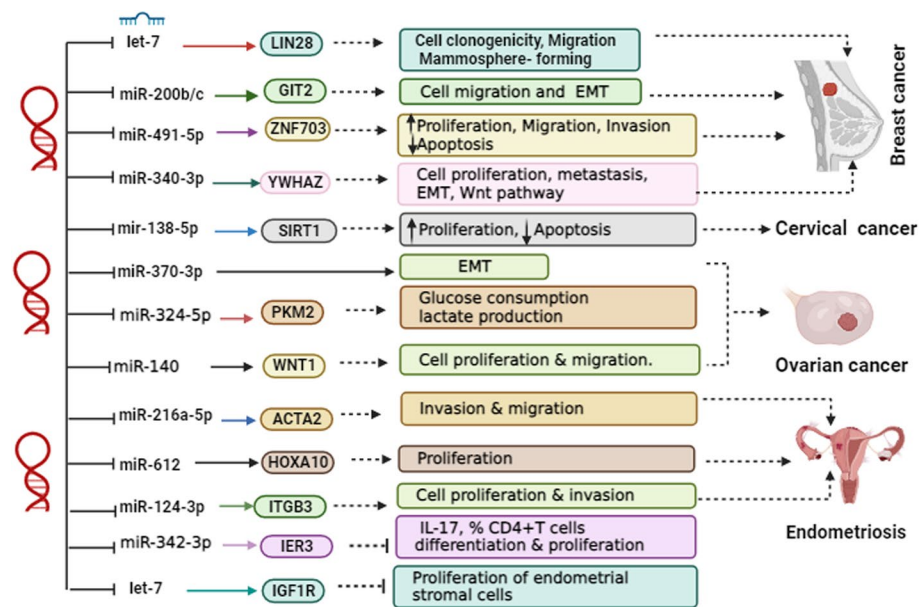 let-7 LIN28 Cell clonogenicity, Migration
Mammosphere- forming
miR-200b/c GIT2 Cell migration and EMT
miR-491-5p ZNF703 Proliferation, Migration, Invasion
Apoptosis
miR-340-3p YWHAZ Cell proliferation, metastasis,
EMT, Wnt pathway
Breast cancer
mir-138-5p SIRT1 Proliferation, Apoptosis Cervical cancer
miR-370-3p EMT
miR-324-5p PKM2 Glucose consumption
lactate production
miR-140 WNT1 Cell proliferation & migration.
Ovarian cancer
miR-216a-5p ACTA2 Invasion & migration
miR-612 HOXA10 Proliferation
miR-124-3p ITGB3 Cell proliferation & invasion
Endometriosis
miR-342-3p IER3 IL-17, % CD4+T cells
differentiation & proliferation
let-7 IGF1R Proliferation of endometrial
stromal cells